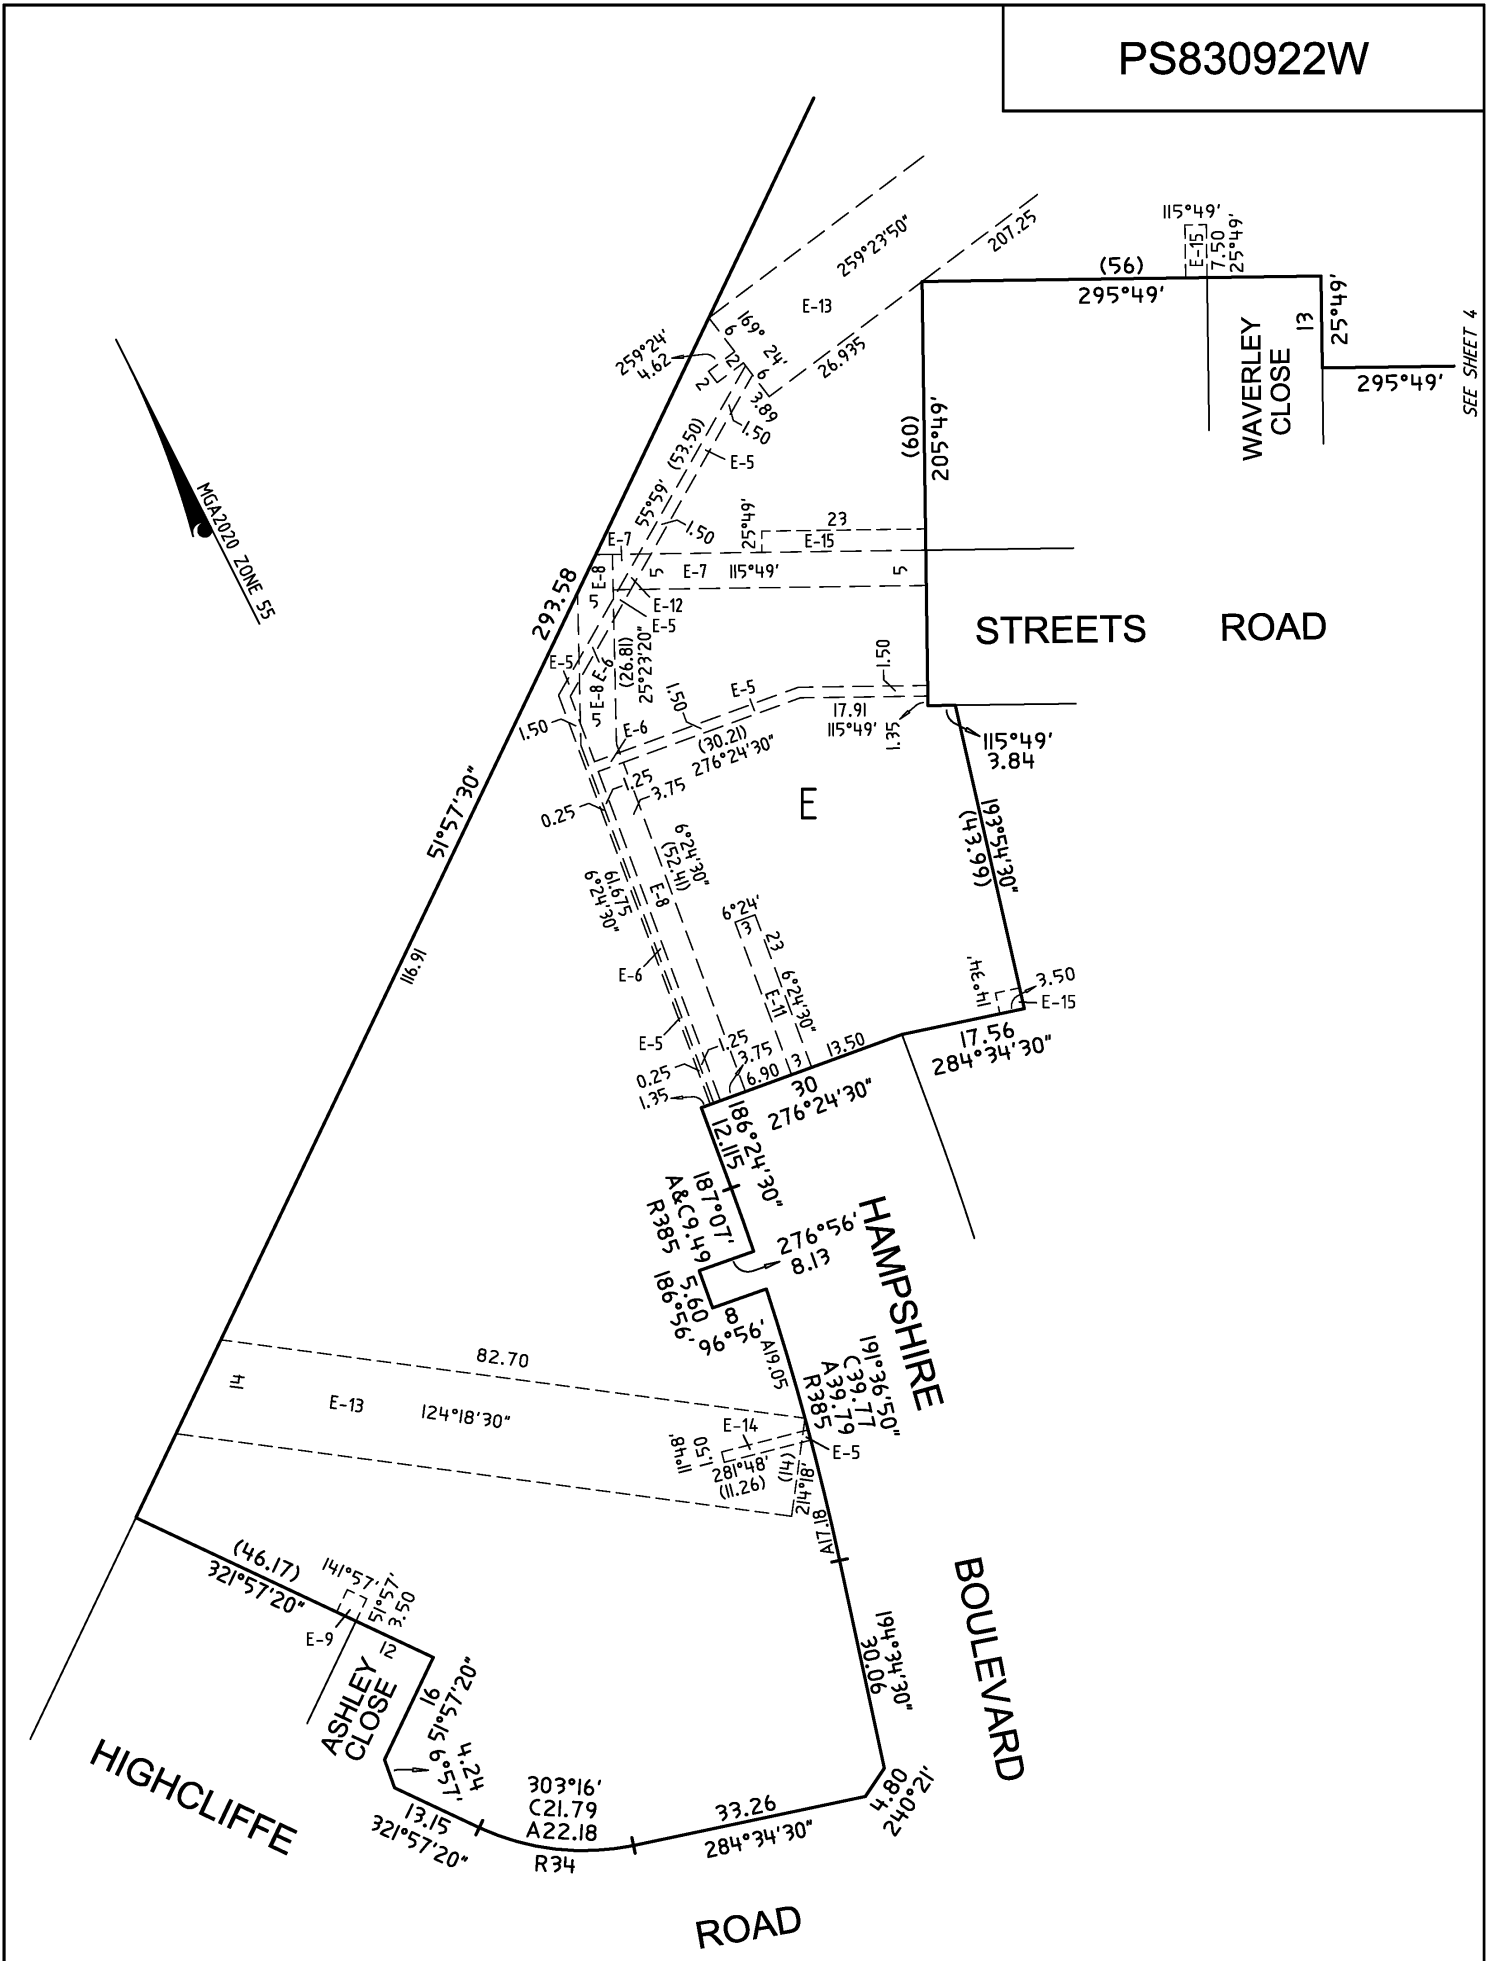 PS830922W
MGA2020 ZONE 55
SEE SHEET 4
115°49'
E-15
7.50
25°49'
(56)
295°49'
13
25°49'
295°49'
WAVERLEY
CLOSE
259°23'50"
207.25
E-13
169° 24'
6
12
6
259°24'
4.62
2
26.935
3.89
1.50
(53.50)
55°59'
E-5
1.50
(60)
205°49'
25°49'
23
E-15
E-7
E-8
5
5
E-7
115°49'
5
E-12
E-5
293.58
STREETS ROAD
E-5
E-6
(26.81)
25°23'20"
E-8
5
1.50
E-6
1.50
E-5
(30.21)
276°24'30"
1.50
17.91
115°49'
1.35
115°49'
3.84
E
1.25
3.75
0.25
51°57'30"
6°24'30"
(52.41)
E-8
61.675
6°24'30"
193°54'30"
(43.99)
6°24'
3
23
6°24'30"
E-11
116.91
E-6
E-5
14°34'
3.50
E-15
17.56
284°34'30"
1.25
3.75
0.25
1.35
6.90
3
13.50
30
276°24'30"
186°24'30"
12.115
187°07'
A&C9.49
R385
276°56'
8.13
5.60
186°56'
8
96°56'
HAMPSHIRE
A19.05
191°36'50"
C39.77
A39.79
R385
82.70
14
E-13
124°18'30"
E-14
1.50
11°48'
281°48'
(11.26)
(14)
214°18'
E-5
A17.18
(46.17)
321°57'20"
141°57'
51°57'
3.50
E-9
12
ASHLEY
CLOSE
16
51°57'20"
4.24
6°57'
194°34'30"
30.06
BOULEVARD
HIGHCLIFFE
13.15
321°57'20"
303°16'
C21.79
A22.18
R34
33.26
284°34'30"
4.80
240°21'
ROAD